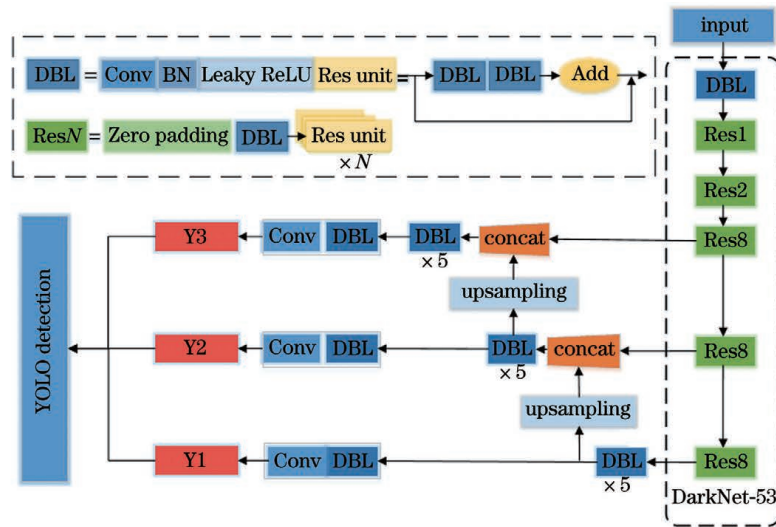 input
DBL = Conv BN Leaky ReLU Res unit = DBL DBL Add
ResN = Zero padding DBL Res unit
× N
DBL
Res1
Res2
Y3 Conv DBL DBL concat Res8
× 5
upsampling
YOLO detection
Y2 Conv DBL DBL concat Res8
× 5
upsampling
Y1 Conv DBL DBL Res8
× 5
DarkNet-53